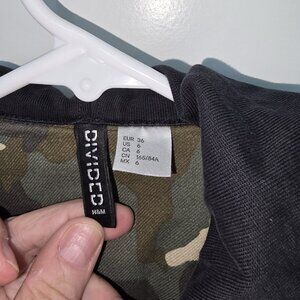 DIVIDED
H&M
EUR 36
US 6
CA 6
CN 165/84A
MX 6